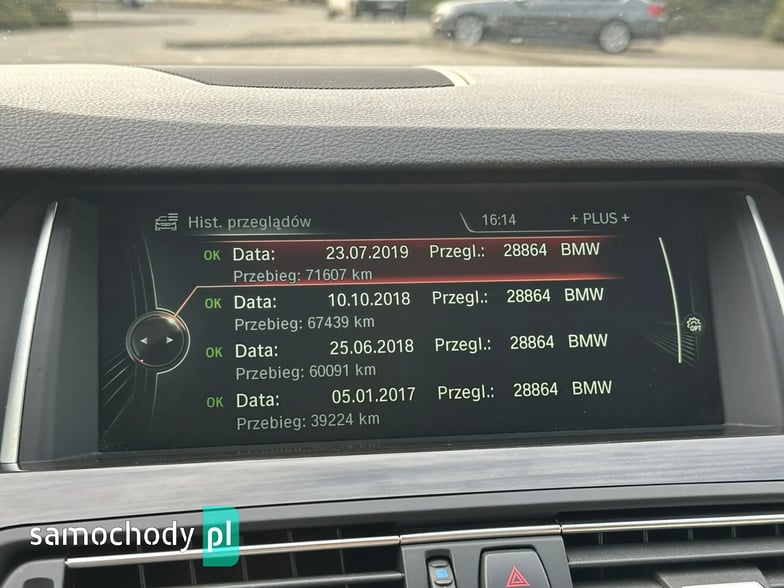 Hist. przeglądów 16:14 + PLUS +
OK Data: 23.07.2019 Przegl.: 28864 BMW
Przebieg: 71607 km
OK Data: 10.10.2018 Przegl.: 28864 BMW
Przebieg: 67439 km
OK Data: 25.06.2018 Przegl.: 28864 BMW
Przebieg: 60091 km
OK Data: 05.01.2017 Przegl.: 28864 BMW
Przebieg: 39224 km
OPT
samochody pl